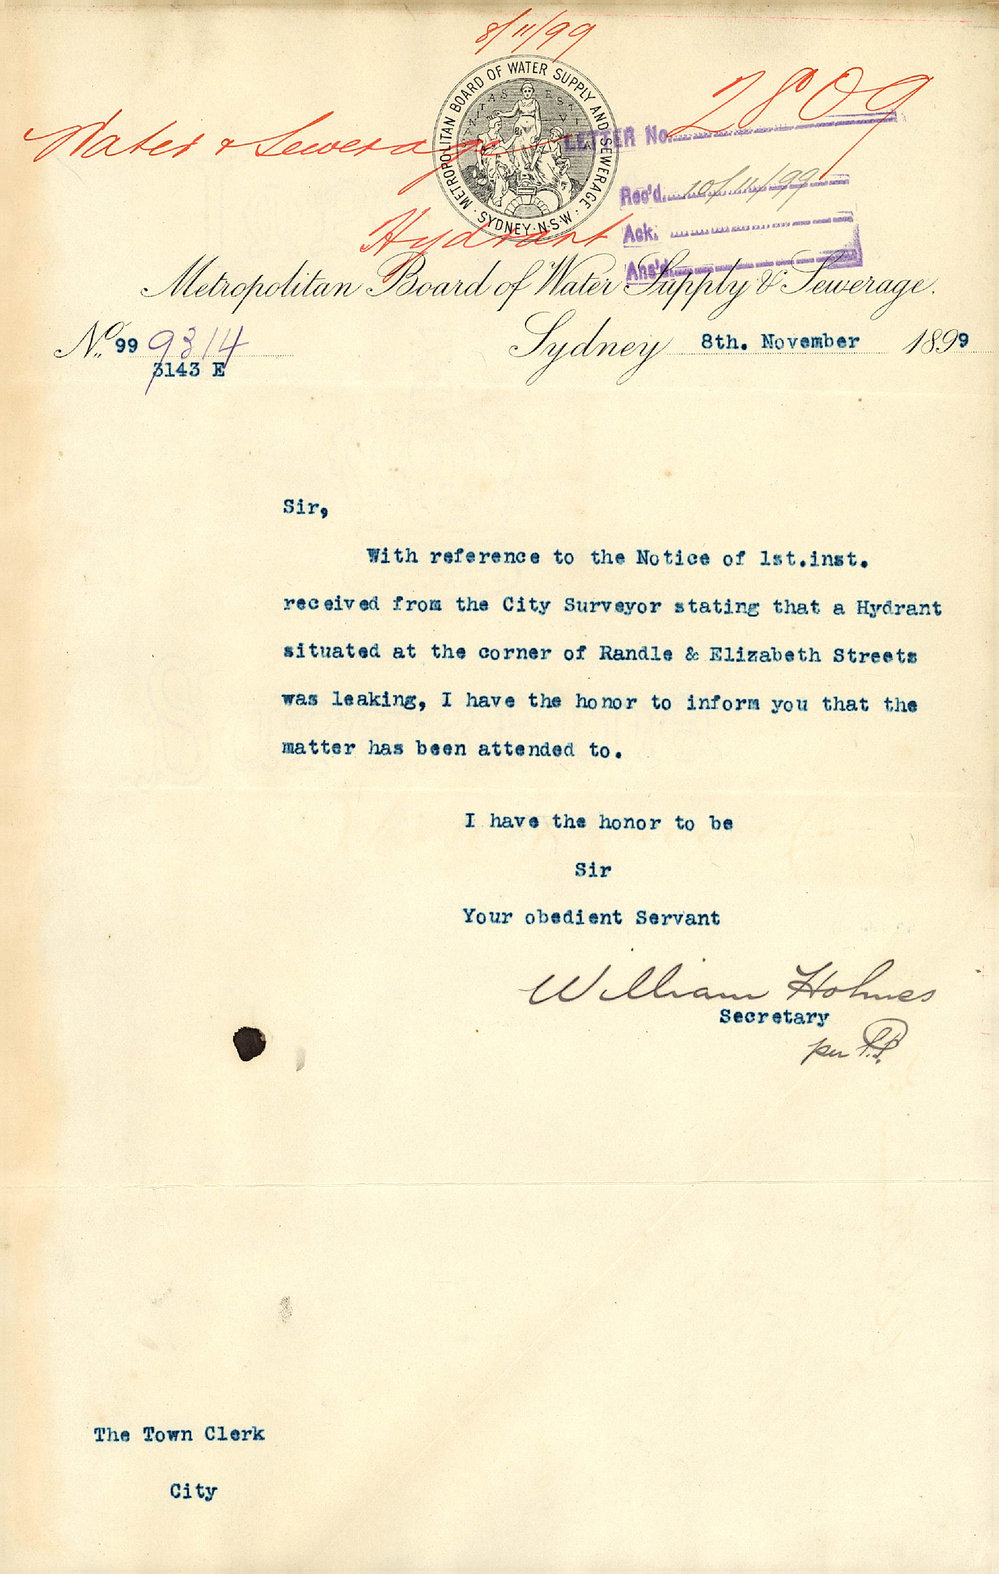 8/11/99
METROPOLITAN BOARD OF WATER SUPPLY AND SEWERAGE
SYDNEY. N.S.W.
Water & Sewerage
Hydrant
LETTER No. 2809
Rec'd. 10/11/99
Ack.
Ans'd.
Metropolitan Board of Water Supply & Sewerage.
No. 99 9314
3143 E
Sydney 8th. November 1899
Sir,
With reference to the Notice of 1st.inst.
received from the City Surveyor stating that a Hydrant
situated at the corner of Randle & Elizabeth Streets
was leaking, I have the honor to inform you that the
matter has been attended to.
I have the honor to be
Sir
Your obedient Servant
William Holmes
Secretary
per
The Town Clerk
City